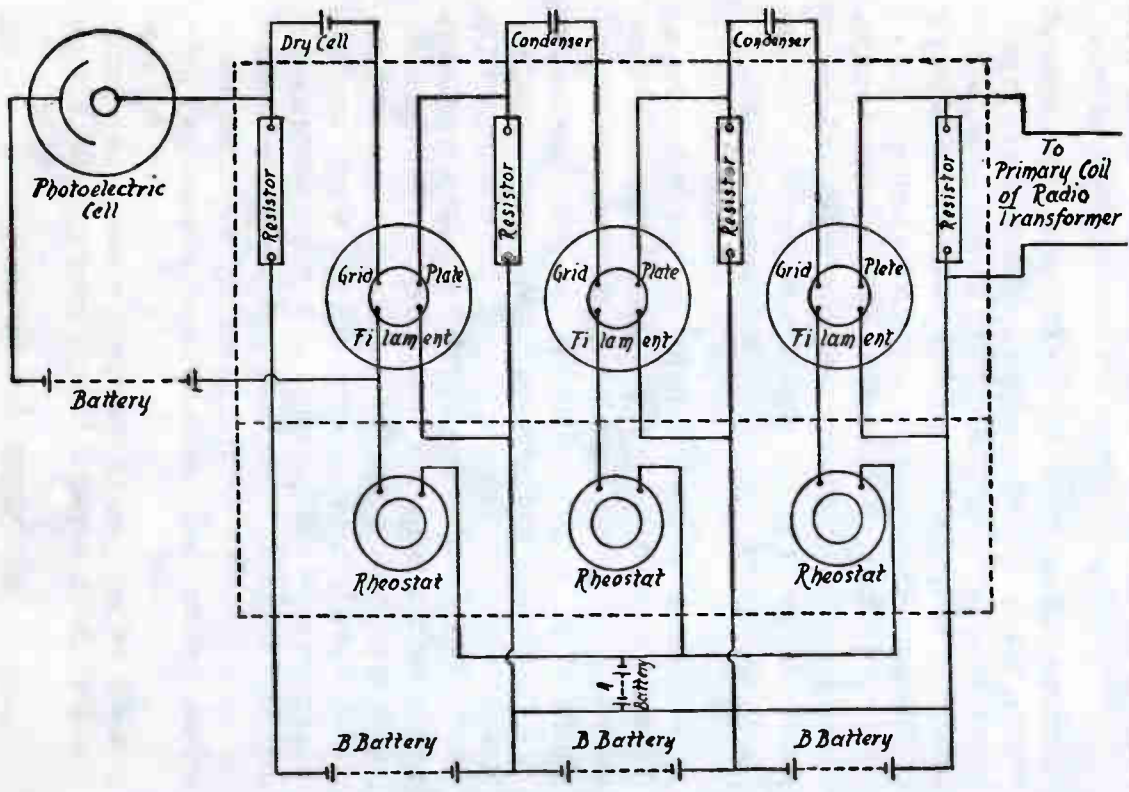 Dry Cell
Condenser
Condenser
Photoelectric
Cell
Resistor
Resistor
Resistor
Resistor
To
Primary Coil
of Radio
Transformer
Grid
Plate
Filament
Grid
Plate
Filament
Grid
Plete
Filament
Battery
Rheostat
Rheostat
Rheostat
A
Battery
B Battery
B Battery
B Battery